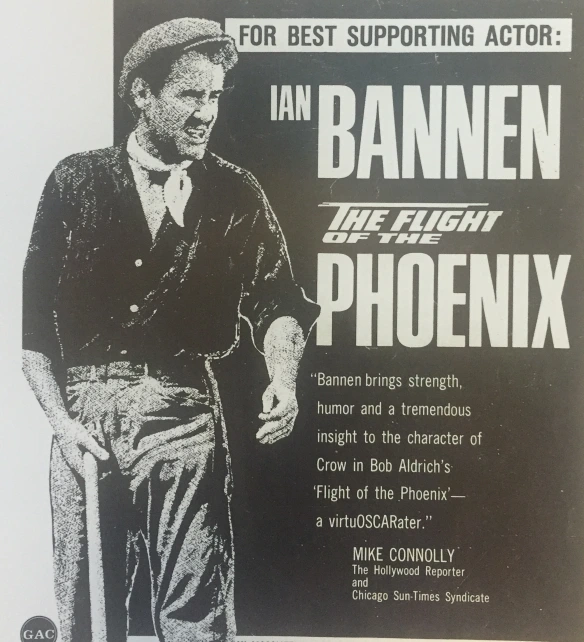 FOR BEST SUPPORTING ACTOR:
IAN BANNEN
THE FLIGHT
OF THE
PHOENIX
“Bannen brings strength,
humor and a tremendous
insight to the character of
Crow in Bob Aldrich's
‘Flight of the Phoenix’—
a virtuOSCARater.”
MIKE CONNOLLY
The Hollywood Reporter
and
Chicago Sun-Times Syndicate
GAC